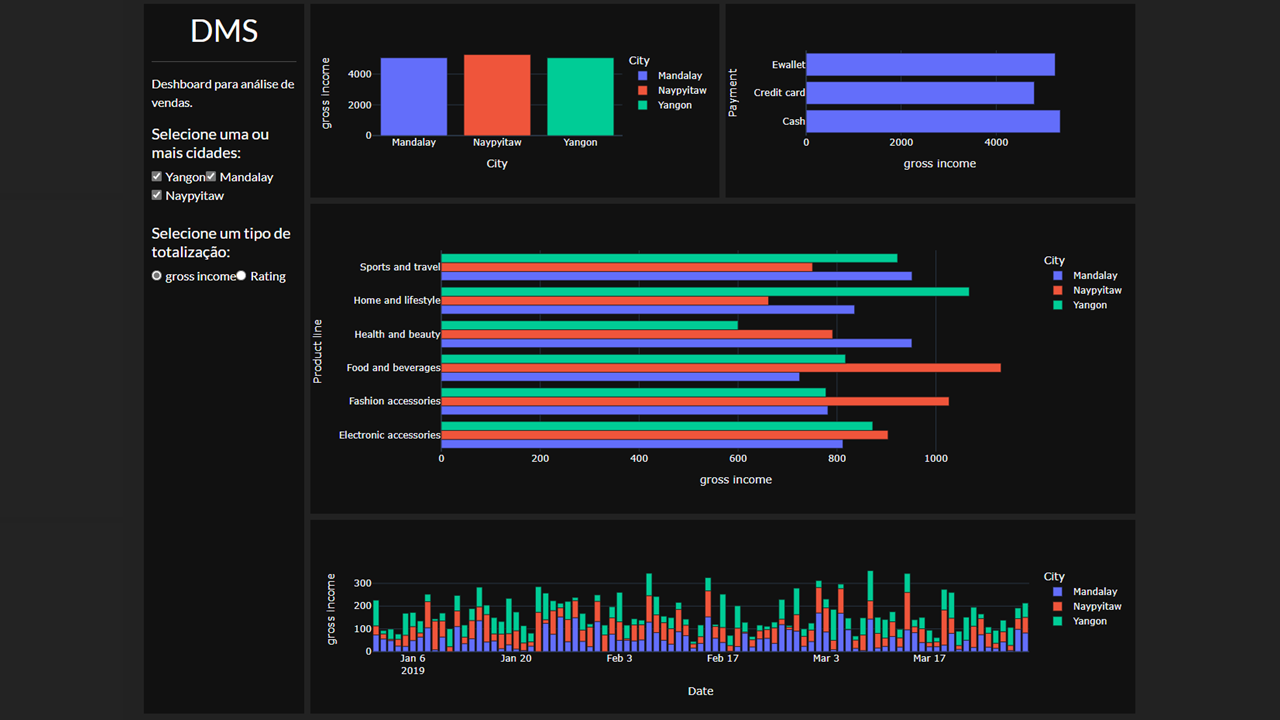 DMS
Deshboard para análise de
vendas.
Selecione uma ou
mais cidades:
Yangon Mandalay
Naypyitaw
Selecione um tipo de
totalização:
gross income Rating
gross income
4000
2000
0
Mandalay Naypyitaw Yangon
City
City
Mandalay
Naypyitaw
Yangon
Payment
Ewallet
Credit card
Cash
0 2000 4000
gross income
Product line
Sports and travel
Home and lifestyle
Health and beauty
Food and beverages
Fashion accessories
Electronic accessories
0 200 400 600 800 1000
gross income
City
Mandalay
Naypyitaw
Yangon
gross income
300
200
100
0
Jan 6 Jan 20 Feb 3 Feb 17 Mar 3 Mar 17
2019
Date
City
Mandalay
Naypyitaw
Yangon